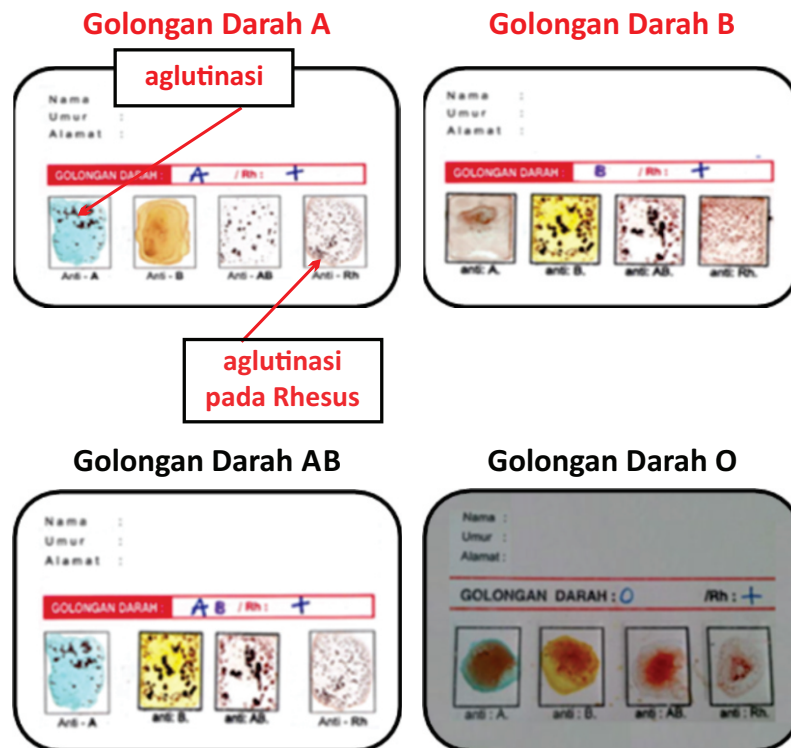 Golongan Darah A
aglutinasi
Nama :
Umur :
Alamat :
GOLONGAN DARAH : A / Rh : +
Anti - A Anti - B Anti - AB Anti - Rh
aglutinasi
pada Rhesus
Golongan Darah B
Nama :
Umur :
Alamat :
GOLONGAN DARAH : B / Rh : +
anti: A. anti: B. anti: AB. anti: Rh.
Golongan Darah AB
Nama :
Umur :
Alamat :
GOLONGAN DARAH : A B / Rh : +
Anti - A anti: B. anti: AB. Anti - Rh
Golongan Darah O
Nama :
Umur :
Alamat :
GOLONGAN DARAH : O /Rh : +
anti : A. anti : B. anti : AB. anti : Rh.